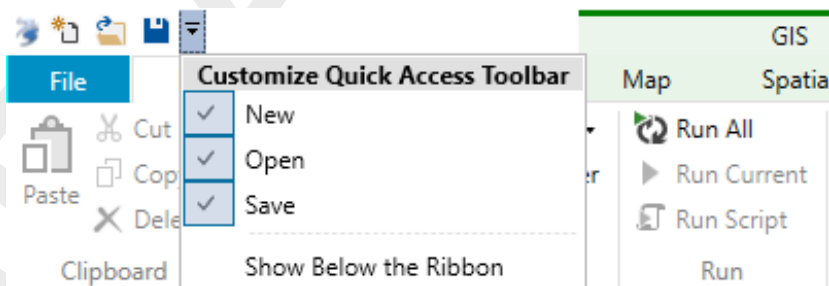 GIS
File
Customize Quick Access Toolbar
Map
New
Cut
Run All
Open
Run Current
Paste
Save
Run Script
Clipboard
Show Below the Ribbon
Run